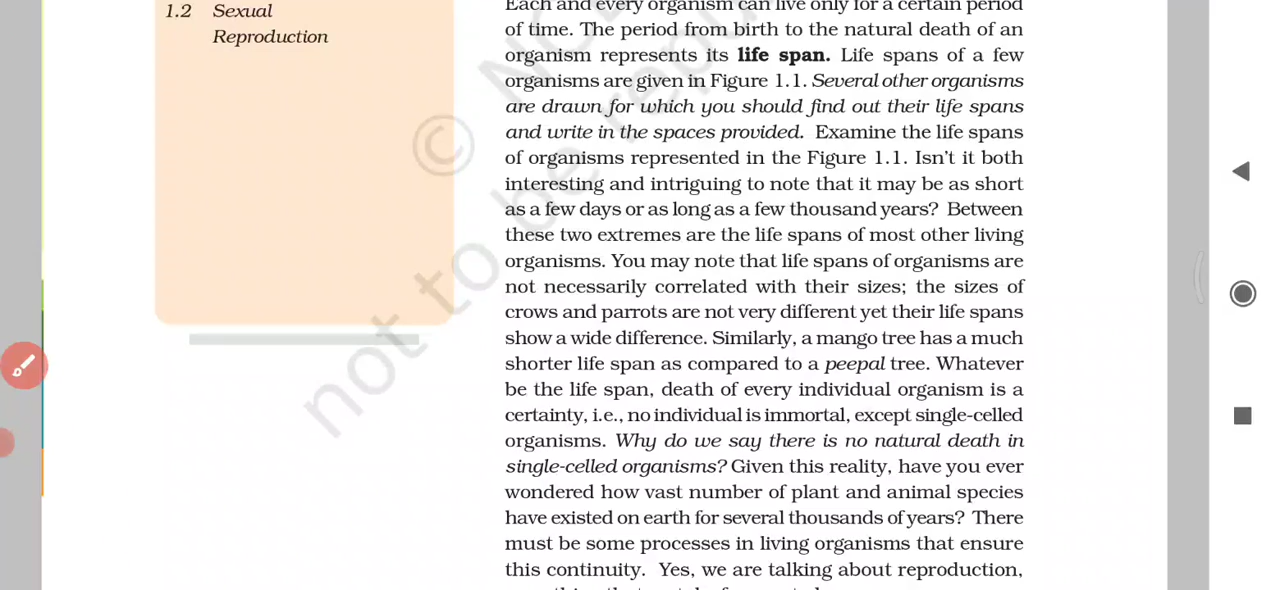 1.2 Sexual
Reproduction
Each and every organism can live only for a certain period
of time. The period from birth to the natural death of an
organism represents its life span. Life spans of a few
organisms are given in Figure 1.1. Several other organisms
are drawn for which you should find out their life spans
and write in the spaces provided. Examine the life spans
of organisms represented in the Figure 1.1. Isn't it both
interesting and intriguing to note that it may be as short
as a few days or as long as a few thousand years? Between
these two extremes are the life spans of most other living
organisms. You may note that life spans of organisms are
not necessarily correlated with their sizes; the sizes of
crows and parrots are not very different yet their life spans
show a wide difference. Similarly, a mango tree has a much
shorter life span as compared to a peepal tree. Whatever
be the life span, death of every individual organism is a
certainty, i.e., no individual is immortal, except single-celled
organisms. Why do we say there is no natural death in
single-celled organisms? Given this reality, have you ever
wondered how vast number of plant and animal species
have existed on earth for several thousands of years? There
must be some processes in living organisms that ensure
this continuity. Yes, we are talking about reproduction,
© NC
not to be rep